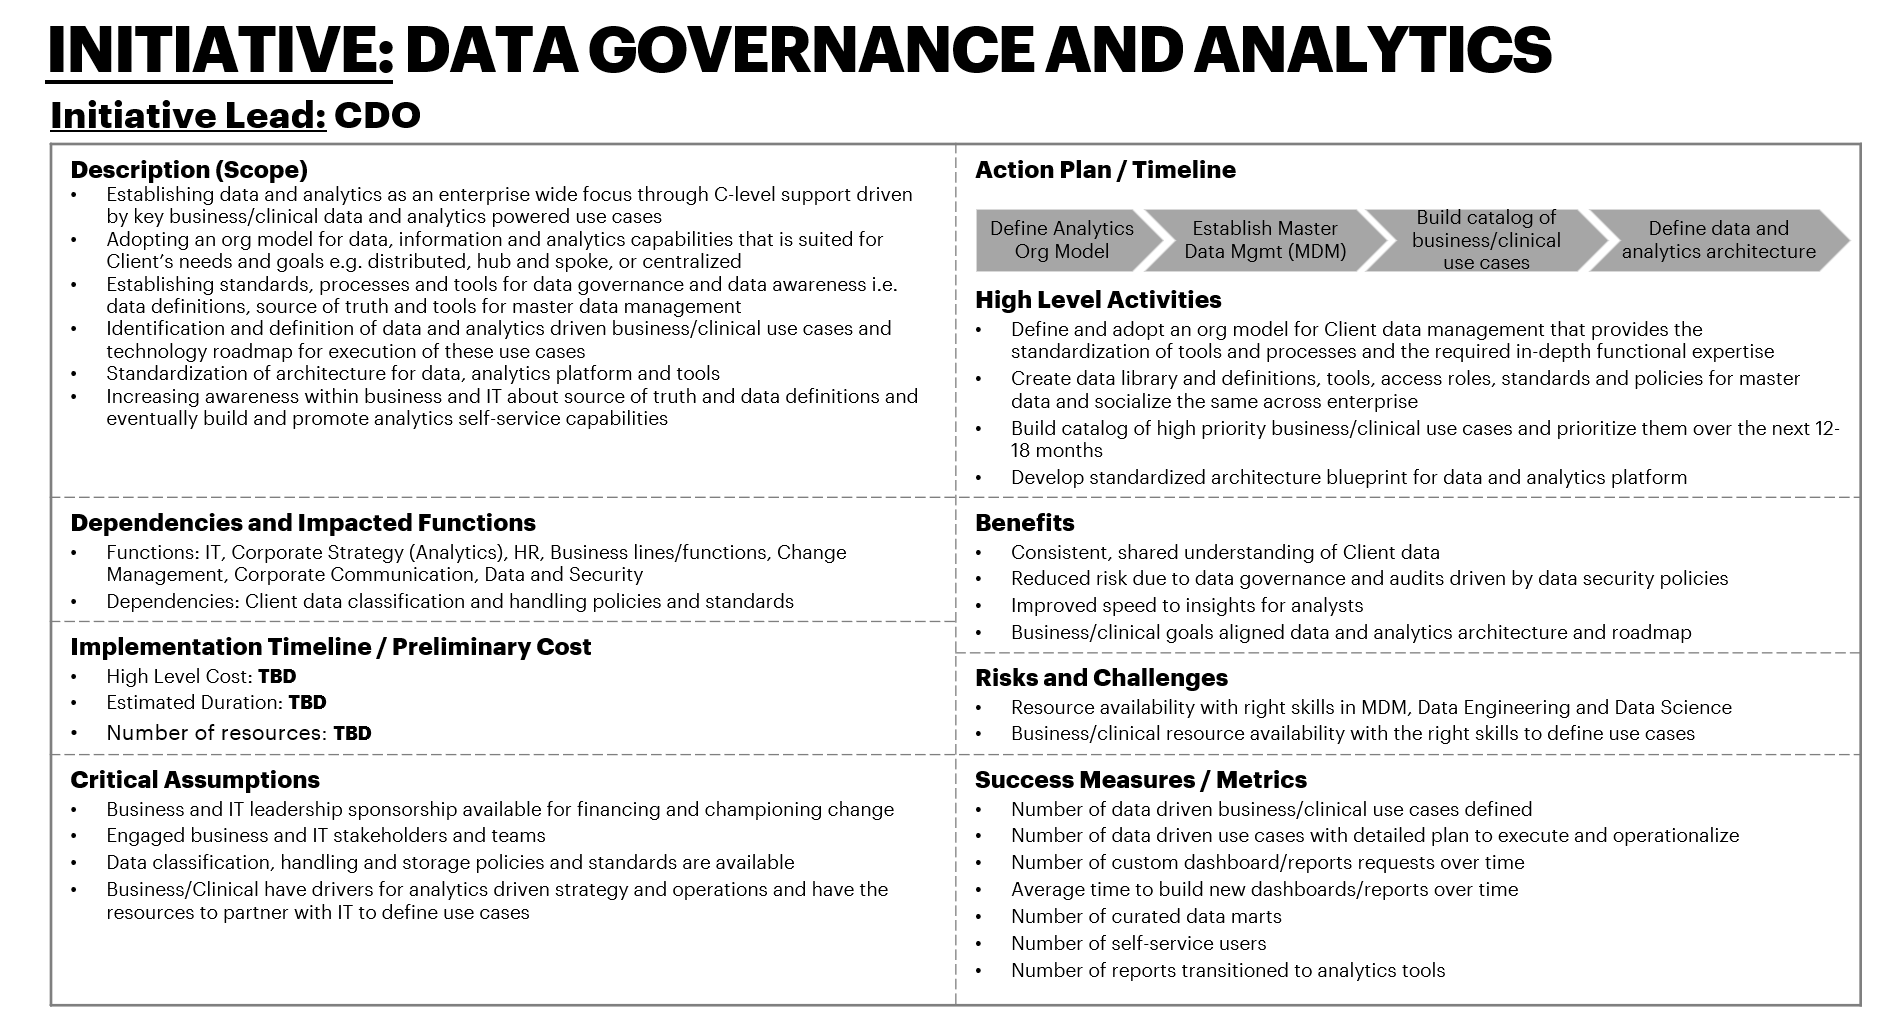 INITIATIVE: DATA GOVERNANCE AND ANALYTICS
Initiative Lead: CDO
Description (Scope)
• Establishing data and analytics as an enterprise wide focus through C-level support driven
by key business/clinical data and analytics powered use cases
• Adopting an org model for data, information and analytics capabilities that is suited for
Client’s needs and goals e.g. distributed, hub and spoke, or centralized
• Establishing standards, processes and tools for data governance and data awareness i.e.
data definitions, source of truth and tools for master data management
• Identification and definition of data and analytics driven business/clinical use cases and
technology roadmap for execution of these use cases
• Standardization of architecture for data, analytics platform and tools
• Increasing awareness within business and IT about source of truth and data definitions and
eventually build and promote analytics self-service capabilities
Dependencies and Impacted Functions
• Functions: IT, Corporate Strategy (Analytics), HR, Business lines/functions, Change
Management, Corporate Communication, Data and Security
• Dependencies: Client data classification and handling policies and standards
Implementation Timeline / Preliminary Cost
• High Level Cost: TBD
• Estimated Duration: TBD
• Number of resources: TBD
Critical Assumptions
• Business and IT leadership sponsorship available for financing and championing change
• Engaged business and IT stakeholders and teams
• Data classification, handling and storage policies and standards are available
• Business/Clinical have drivers for analytics driven strategy and operations and have the
resources to partner with IT to define use cases
Action Plan / Timeline
Define Analytics
Org Model
Establish Master
Data Mgmt (MDM)
Build catalog of
business/clinical
use cases
Define data and
analytics architecture
High Level Activities
• Define and adopt an org model for Client data management that provides the
standardization of tools and processes and the required in-depth functional expertise
• Create data library and definitions, tools, access roles, standards and policies for master
data and socialize the same across enterprise
• Build catalog of high priority business/clinical use cases and prioritize them over the next 12-
18 months
• Develop standardized architecture blueprint for data and analytics platform
Benefits
• Consistent, shared understanding of Client data
• Reduced risk due to data governance and audits driven by data security policies
• Improved speed to insights for analysts
• Business/clinical goals aligned data and analytics architecture and roadmap
Risks and Challenges
• Resource availability with right skills in MDM, Data Engineering and Data Science
• Business/clinical resource availability with the right skills to define use cases
Success Measures / Metrics
• Number of data driven business/clinical use cases defined
• Number of data driven use cases with detailed plan to execute and operationalize
• Number of custom dashboard/reports requests over time
• Average time to build new dashboards/reports over time
• Number of curated data marts
• Number of self-service users
• Number of reports transitioned to analytics tools